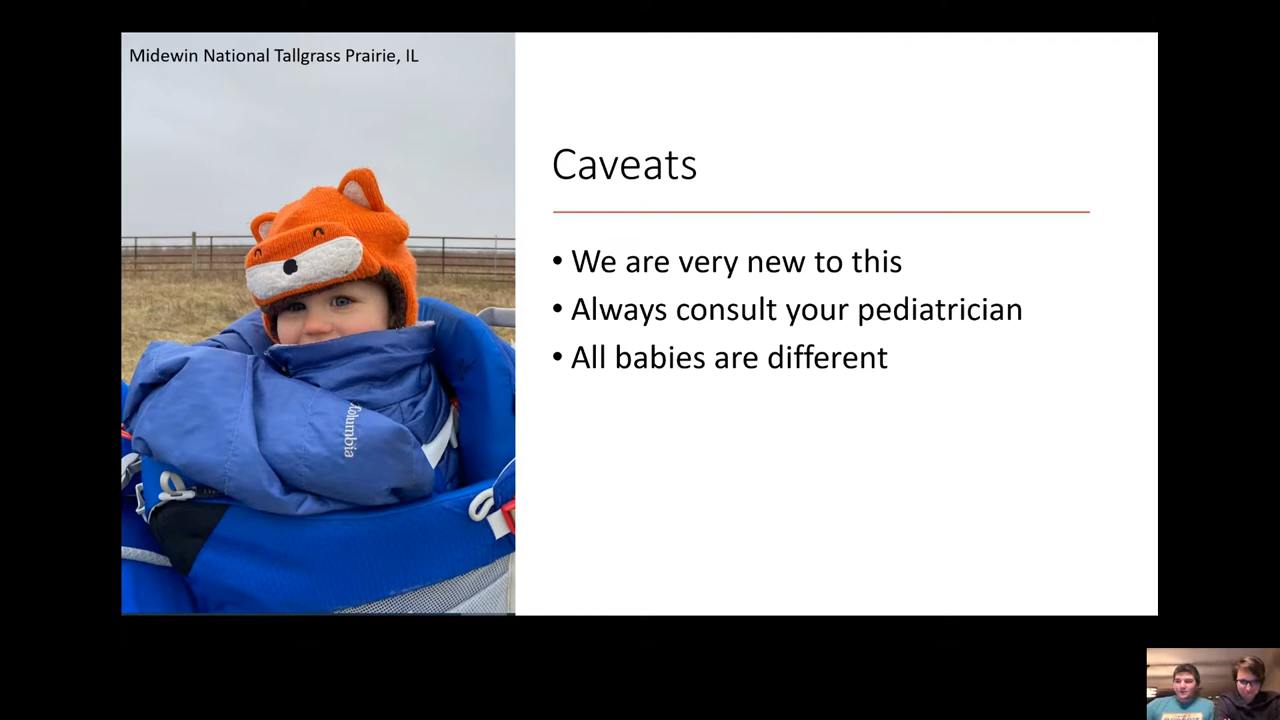 Midewin National Tallgrass Prairie, IL
Caveats
• We are very new to this
• Always consult your pediatrician
• All babies are different
Columbia